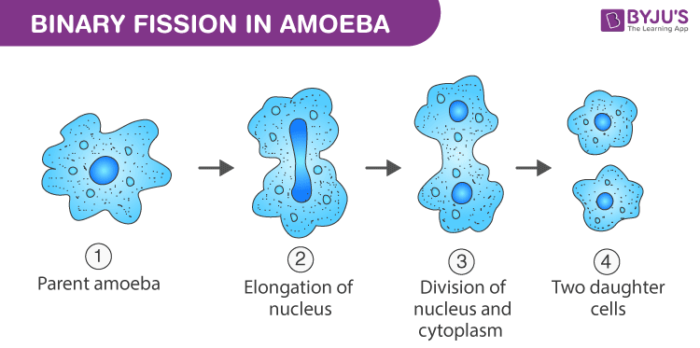 BINARY FISSION IN AMOEBA
BYJU'S
The Learning App
1
Parent amoeba
2
Elongation of
nucleus
3
Division of
nucleus and
cytoplasm
4
Two daughter
cells